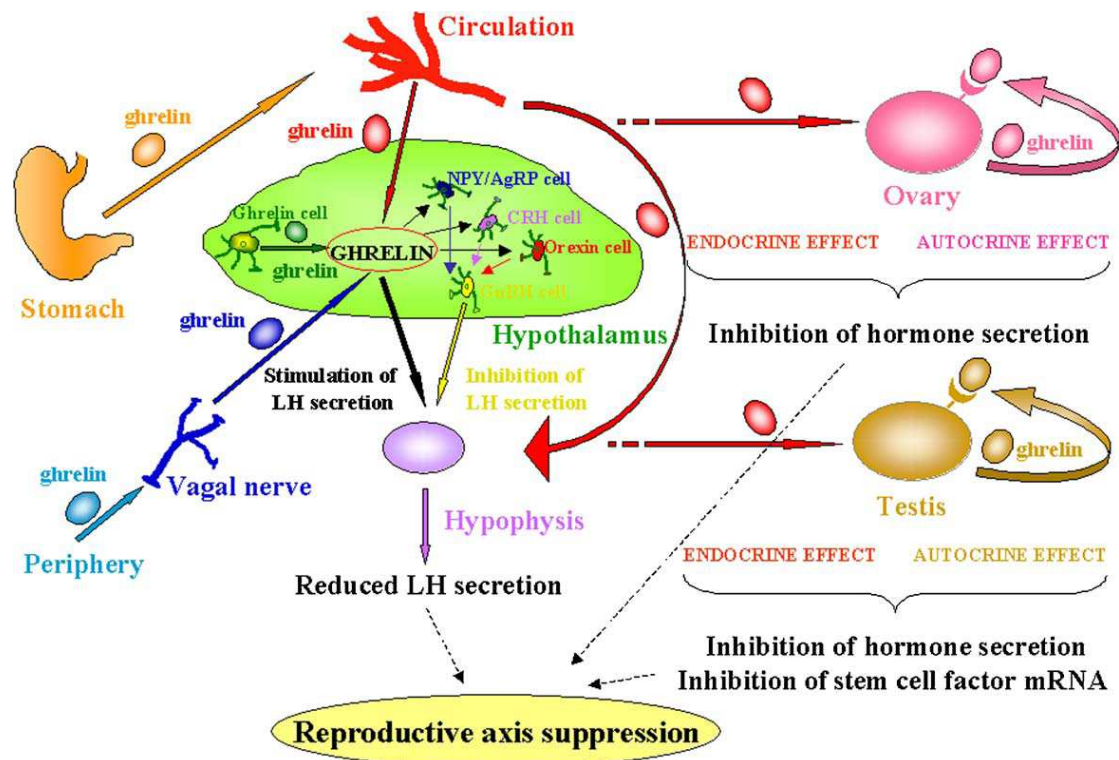 Circulation
ghrelin
ghrelin
ghrelin
Ovary
NPY/AgRP cell
Ghrelin cell
CRH cell
GHRELIN
Orexin cell
ghrelin
GnRH cell
ENDOCRINE EFFECT
AUTOCRINE EFFECT
Stomach
ghrelin
Hypothalamus
Inhibition of hormone secretion
Stimulation of
LH secretion
Inhibition of
LH secretion
ghrelin
Vagal nerve
ghrelin
Periphery
Hypophysis
Testis
ENDOCRINE EFFECT
AUTOCRINE EFFECT
Reduced LH secretion
Inhibition of hormone secretion
Inhibition of stem cell factor mRNA
Reproductive axis suppression